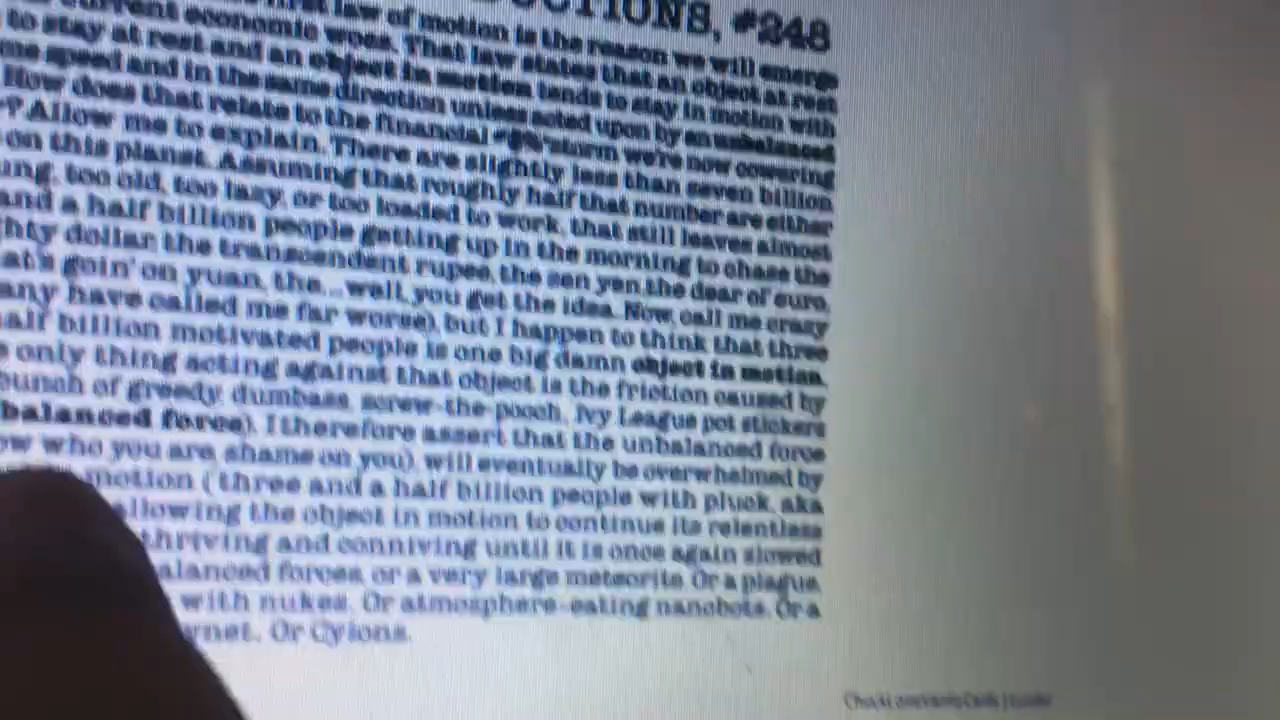 UCTIONS, #248
law of motion is the reason we will emerge
current economic woes. That law states that an object at rest
to stay at rest and an object in motion tends to stay in motion with
me speed and in the same direction unless acted upon by an unbalanced
How does that relate to the financial storm we're now cowering
? Allow me to explain. There are slightly less than seven billion
on this planet. Assuming that roughly half that number are either
ung, too old, too lazy, or too loaded to work, that still leaves almost
and a half billion people getting up in the morning to chase the
hty dollar, the transcendent rupee, the sen yen, the dear of euro,
at's goin' on yuan, the... well, you get the idea. Now, call me crazy
any have called me far worse), but I happen to think that three
alf billion motivated people is one big damn object in motion.
e only thing acting against that object is the friction caused by
bunch of greedy, dumbass, screw-the-pooch, Ivy League pot stickers
balanced force). I therefore assert that the unbalanced force
ow who you are, shame on you), will eventually be overwhelmed by
motion ( three and a half billion people with pluck, aka
allowing the object in motion to continue its relentless
thriving and conniving until it is once again slowed
alanced forces, or a very large meteorite. Or a plague.
with nukes. Or atmosphere-eating nanobots. Or a
ynet. Or Cylons.